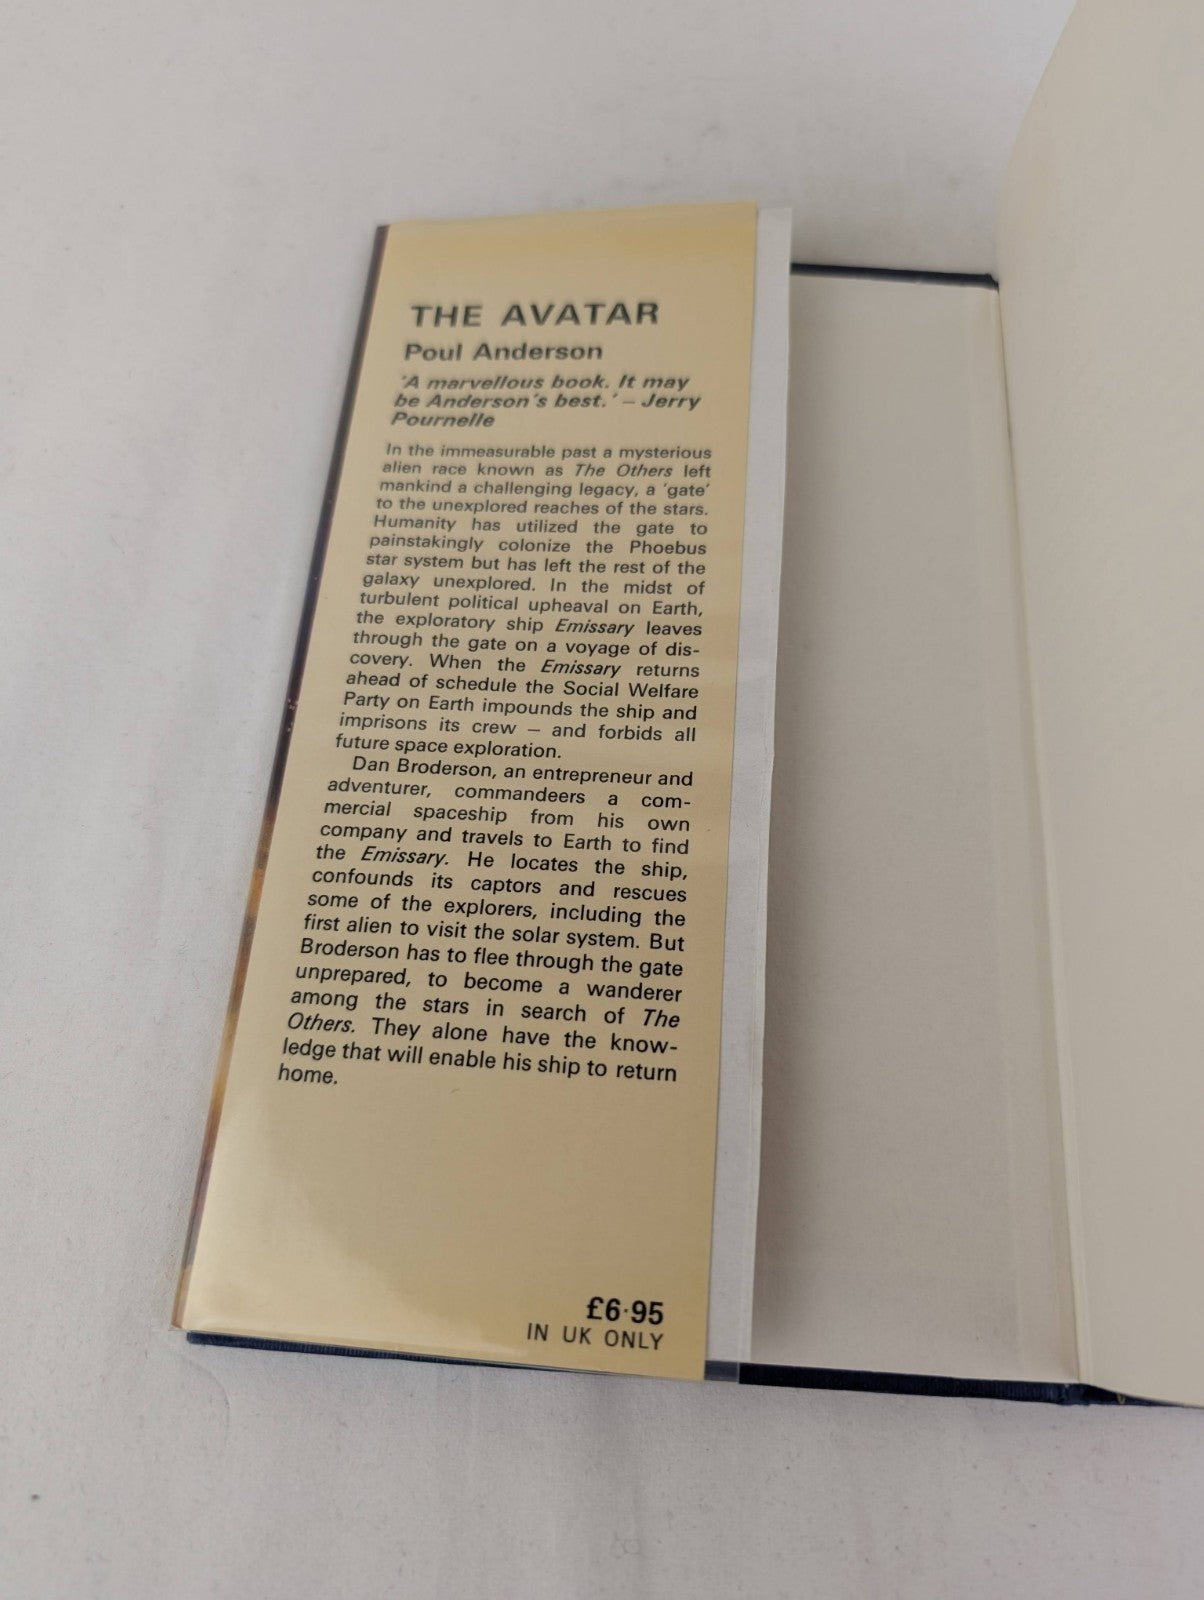 THE AVATAR
Poul Anderson
'A marvellous book. It may
be Anderson's best.' – Jerry
Pournelle
In the immeasurable past a mysterious
alien race known as The Others left
mankind a challenging legacy, a 'gate'
to the unexplored reaches of the stars.
Humanity has utilized the gate to
painstakingly colonize the Phoebus
star system but has left the rest of the
galaxy unexplored. In the midst of
turbulent political upheaval on Earth,
the exploratory ship Emissary leaves
through the gate on a voyage of dis-
covery. When the Emissary returns
ahead of schedule the Social Welfare
Party on Earth impounds the ship and
imprisons its crew – and forbids all
future space exploration.
Dan Broderson, an entrepreneur and
adventurer, commandeers a com-
mercial spaceship from his own
company and travels to Earth to find
the Emissary. He locates the ship,
confounds its captors and rescues
some of the explorers, including the
first alien to visit the solar system. But
Broderson has to flee through the gate
unprepared, to become a wanderer
among the stars in search of The
Others. They alone have the know-
ledge that will enable his ship to return
home.
£6·95
IN UK ONLY